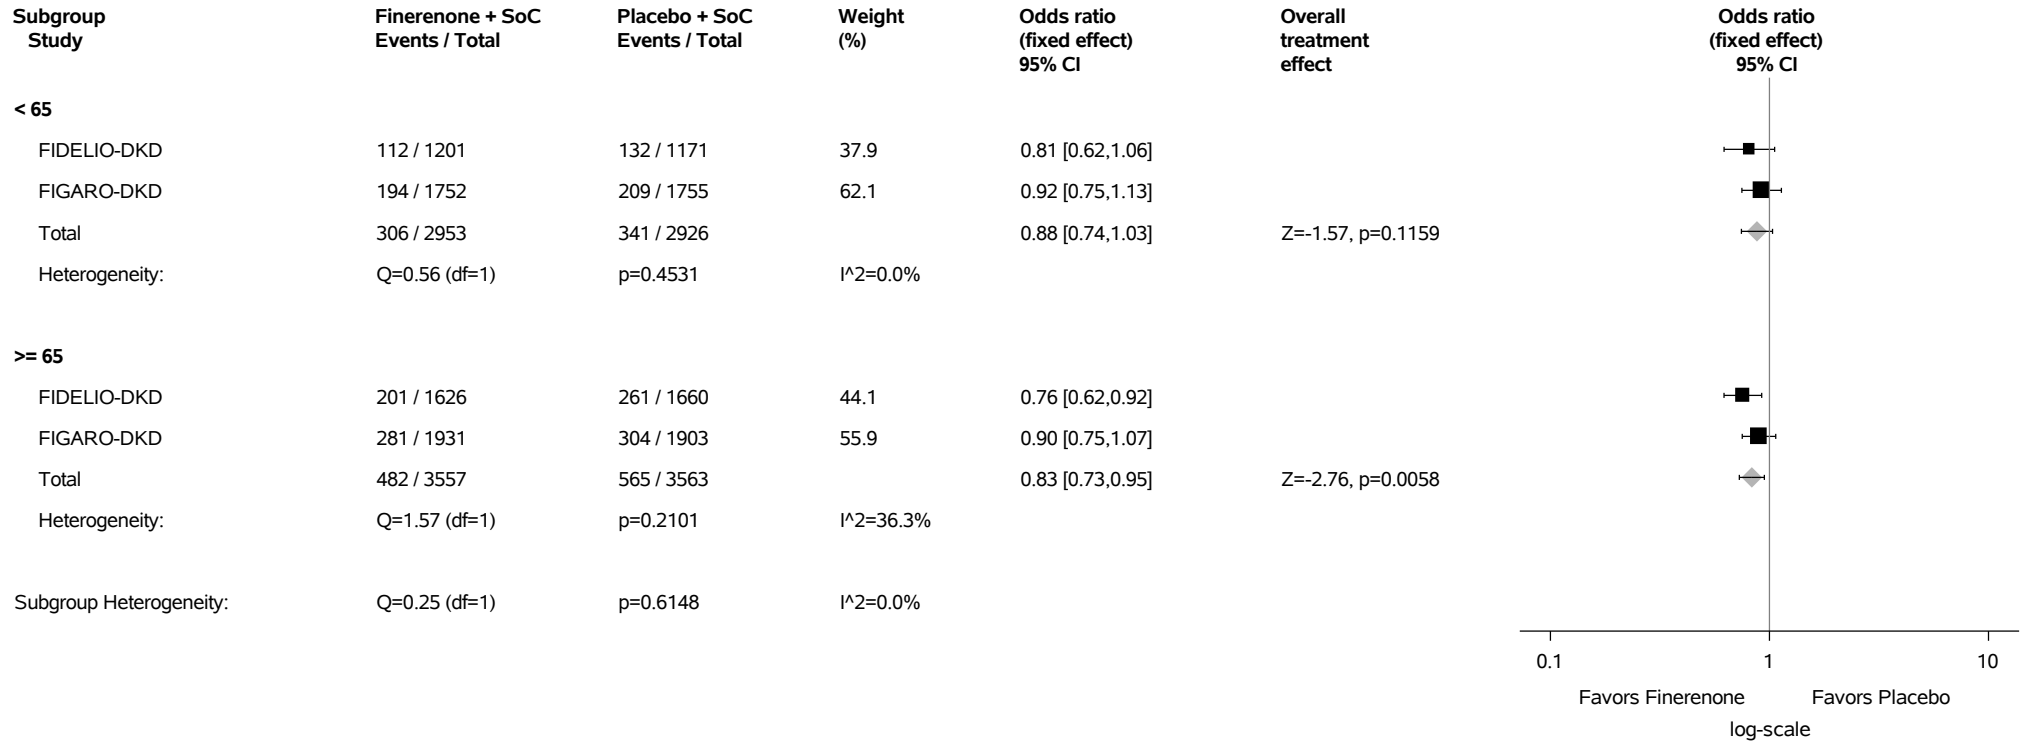 Subgroup Finerenone + SoC Placebo + SoC Weight Odds ratio Overall Odds ratio
Study Events / Total Events / Total (%) (fixed effect) treatment (fixed effect)
95% CI effect 95% CI
< 65
FIDELIO-DKD 112 / 1201 132 / 1171 37.9 0.81 [0.62,1.06]
FIGARO-DKD 194 / 1752 209 / 1755 62.1 0.92 [0.75,1.13]
Total 306 / 2953 341 / 2926 0.88 [0.74,1.03] Z=-1.57, p=0.1159
Heterogeneity: Q=0.56 (df=1) p=0.4531 I^2=0.0%
>= 65
FIDELIO-DKD 201 / 1626 261 / 1660 44.1 0.76 [0.62,0.92]
FIGARO-DKD 281 / 1931 304 / 1903 55.9 0.90 [0.75,1.07]
Total 482 / 3557 565 / 3563 0.83 [0.73,0.95] Z=-2.76, p=0.0058
Heterogeneity: Q=1.57 (df=1) p=0.2101 I^2=36.3%
Subgroup Heterogeneity: Q=0.25 (df=1) p=0.6148 I^2=0.0%
0.1 1 10
Favors Finerenone Favors Placebo
log-scale